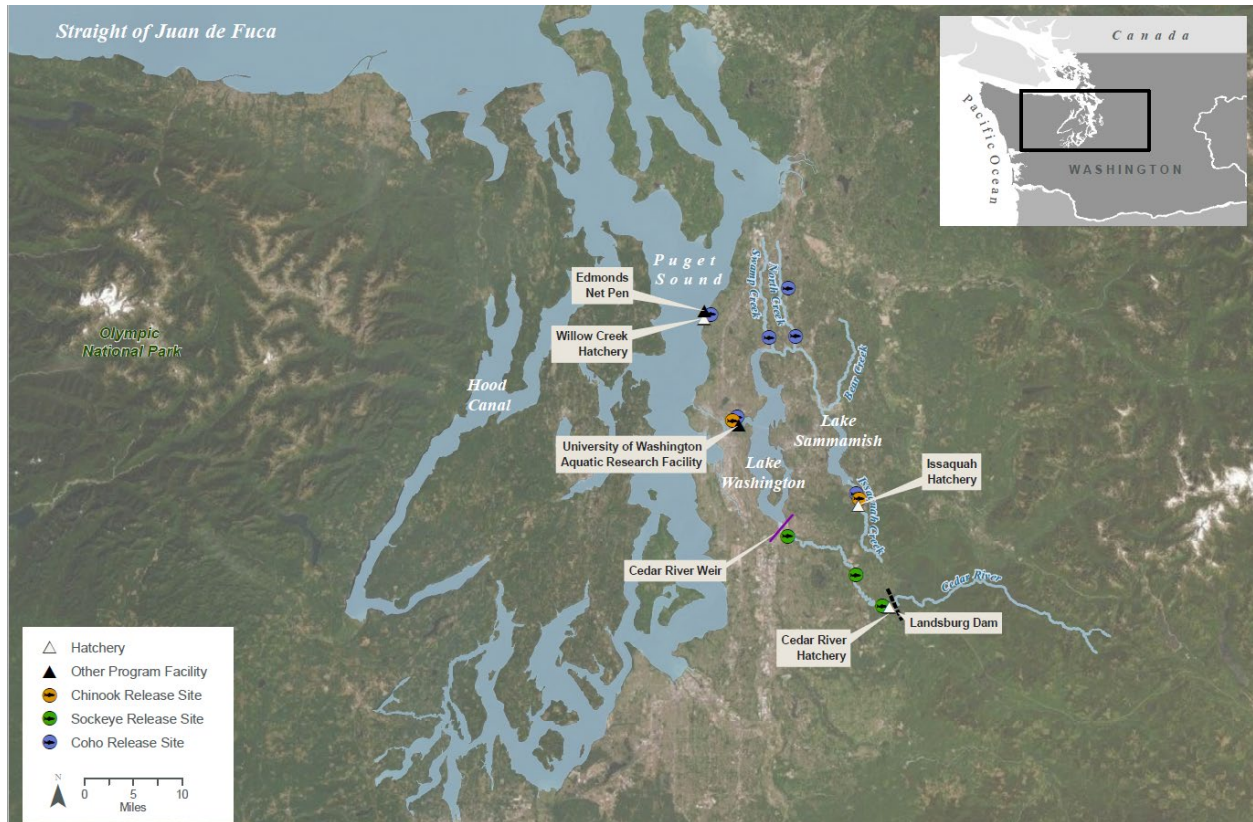 Straight of Juan de Fuca
Canada
Pacific Ocean
WASHINGTON
Puget
Sound
Edmonds
Net Pen
Swamp Creek
North Creek
Willow Creek
Hatchery
Olympic
National Park
Hood
Canal
Bear Creek
Lake
Sammamish
University of Washington
Aquatic Research Facility
Lake
Washington
Issaquah
Hatchery
Issaquah Creek
Cedar River Weir
Cedar River
Landsburg Dam
Cedar River
Hatchery
Hatchery
Other Program Facility
Chinook Release Site
Sockeye Release Site
Coho Release Site
N
0 5 10
Miles